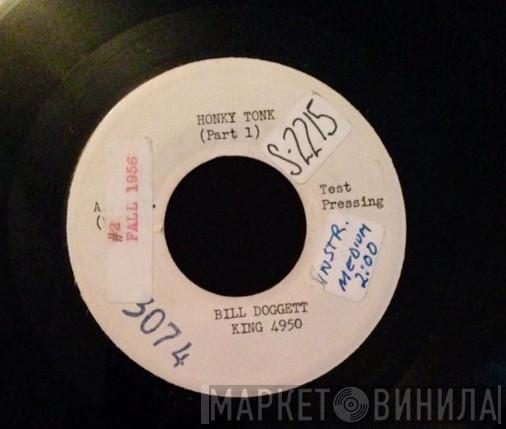 HONKY TONK
(Part 1)
S-2215
A
(
#2
FALL 1956
Test
Pressing
INSTR.
MEDIUM
2:00
3074
BILL DOGGETT
KING 4950
МАРКЕТ ВИНИЛА